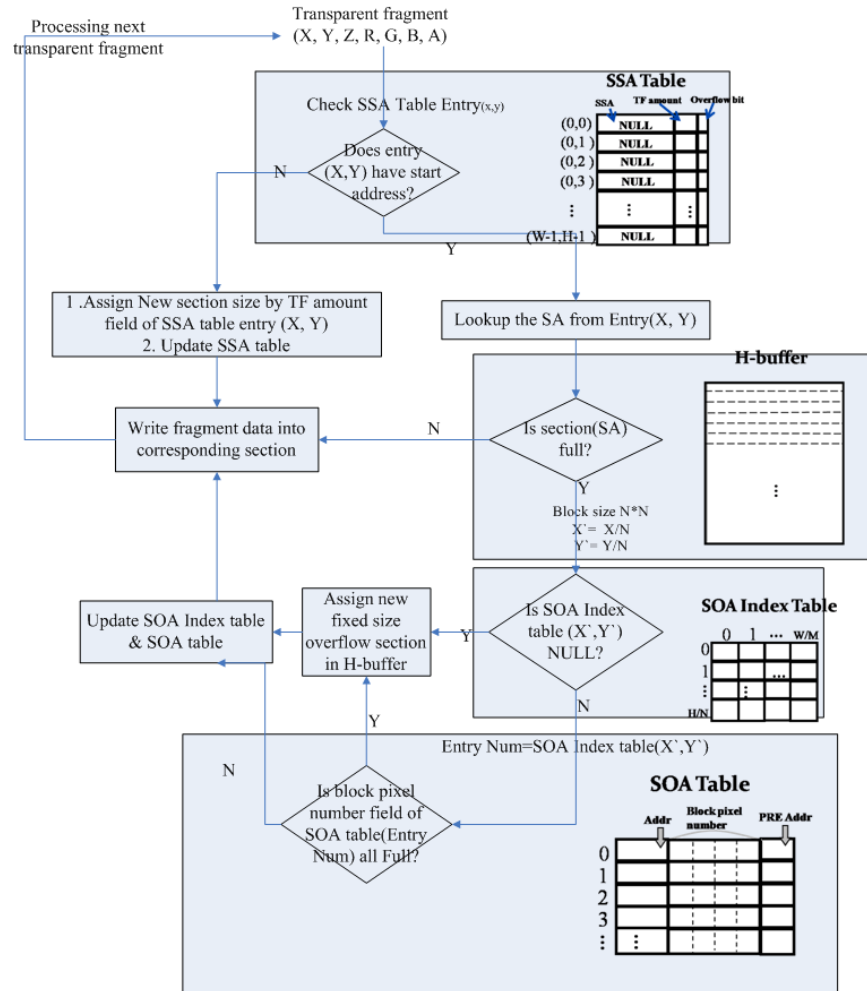 Processing next
transparent fragment
Transparent fragment
(X, Y, Z, R, G, B, A)
SSA Table
Check SSA Table Entry(x,y)
SSA
TF amount
Overflow bit
(0,0)
NULL
(0,1)
NULL
(0,2)
NULL
(0,3)
NULL
⋮
⋮
⋮
(W-1,H-1)
NULL
Does entry
(X,Y) have start
address?
N
Y
1 .Assign New section size by TF amount
field of SSA table entry (X, Y)
2. Update SSA table
Lookup the SA from Entry(X, Y)
H-buffer
⋮
Write fragment data into
corresponding section
N
Is section(SA)
full?
Y
Block size N*N
X`= X/N
Y`= Y/N
Update SOA Index table
& SOA table
Assign new
fixed size
overflow section
in H-buffer
Y
Is SOA Index
table (X`,Y`)
NULL?
N
SOA Index Table
0 1 ... W/M
0
1
...
⋮
⋮
H/N
Y
N
Entry Num=SOA Index table(X`,Y`)
Is block pixel
number field of
SOA table(Entry
Num) all Full?
SOA Table
Addr
Block pixel
number
PRE Addr
0
1
2
3
⋮
⋮